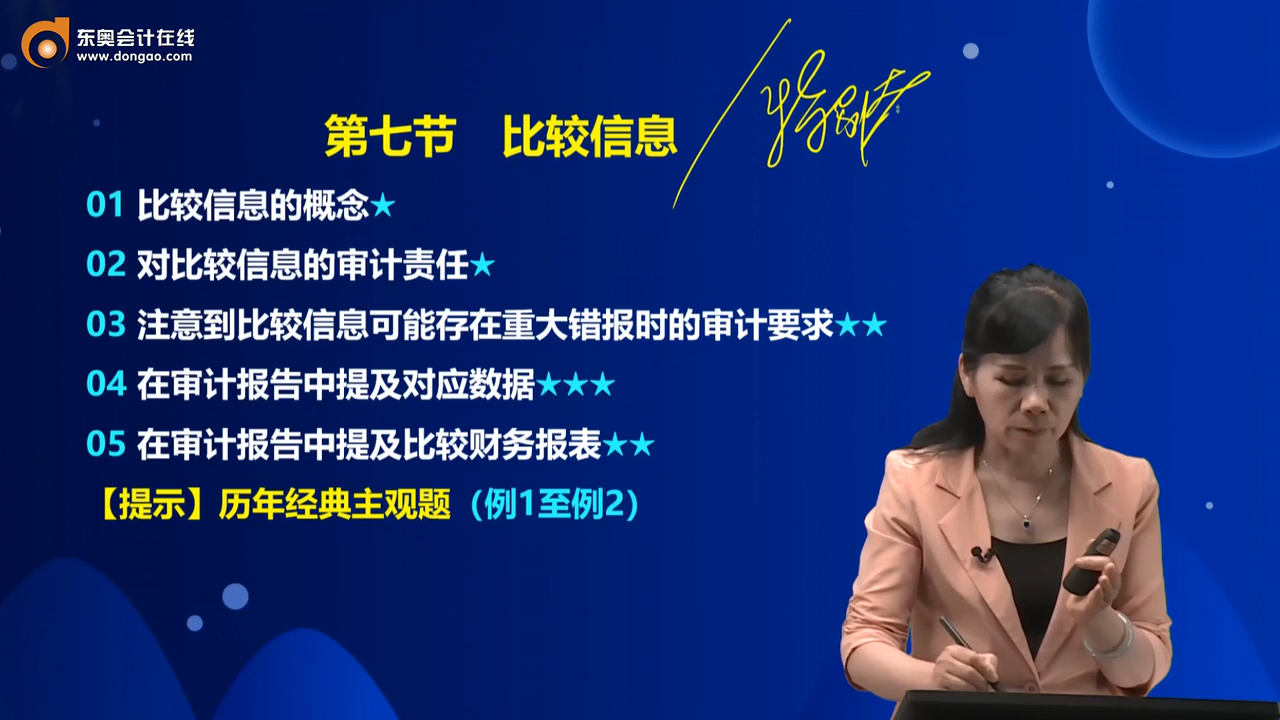 东奥会计在线
www.dongao.com
第七节 比较信息
01 比较信息的概念★
02 对比较信息的审计责任★
03 注意到比较信息可能存在重大错报时的审计要求★★
04 在审计报告中提及对应数据★★★
05 在审计报告中提及比较财务报表★★
【提示】历年经典主观题（例1至例2）